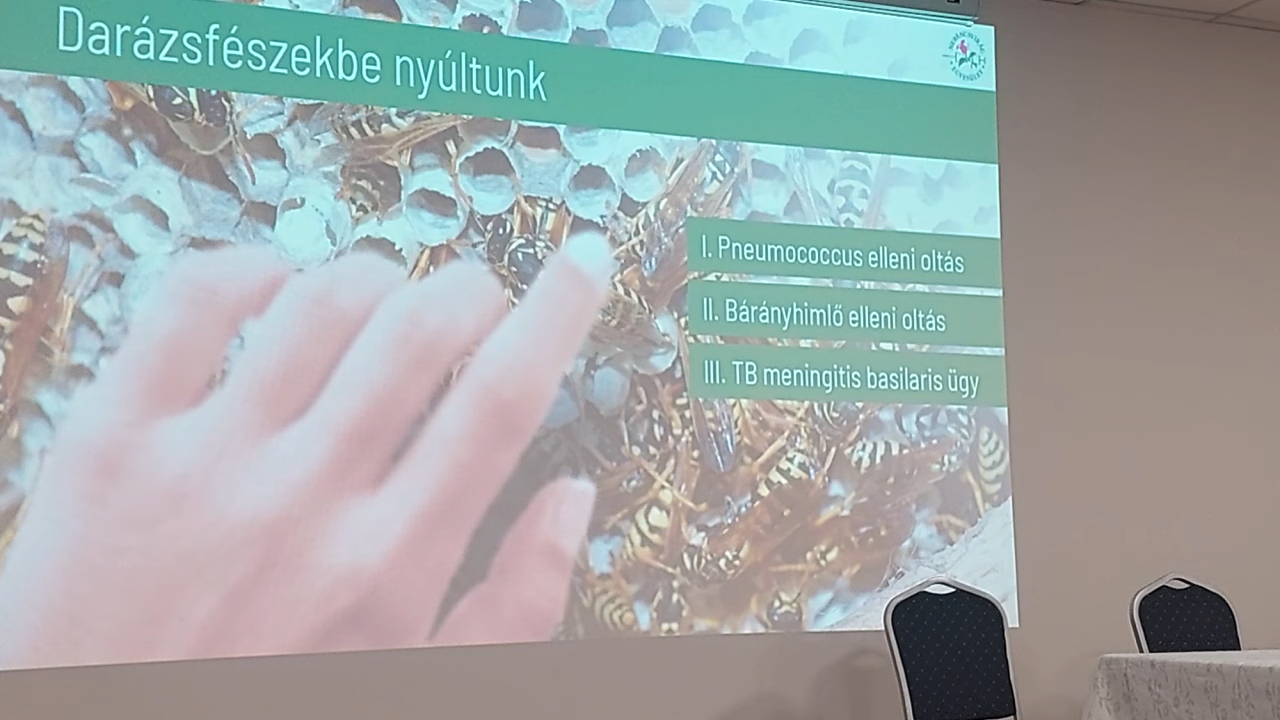 Darázsfészekbe nyúltunk
I. Pneumococcus elleni oltás
II. Bárányhimlő elleni oltás
III. TB meningitis basilaris ügy